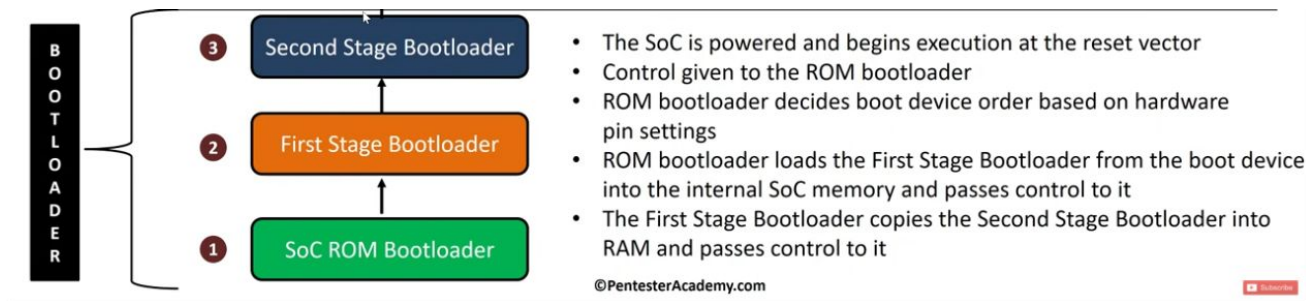 BOOTLOADER
3
Second Stage Bootloader
2
First Stage Bootloader
1
SoC ROM Bootloader
• The SoC is powered and begins execution at the reset vector
• Control given to the ROM bootloader
• ROM bootloader decides boot device order based on hardware
pin settings
• ROM bootloader loads the First Stage Bootloader from the boot device
into the internal SoC memory and passes control to it
• The First Stage Bootloader copies the Second Stage Bootloader into
RAM and passes control to it
©PentesterAcademy.com
Subscribe